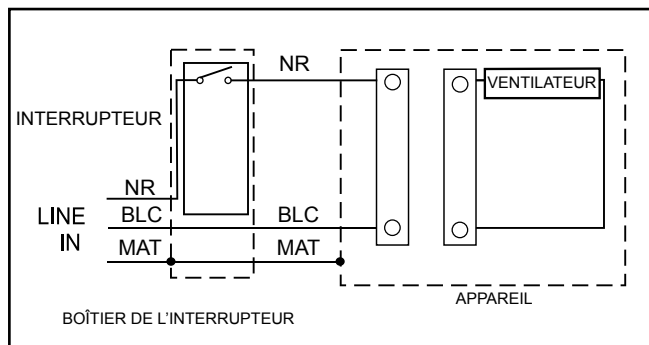 NR
VENTILATEUR
INTERRUPTEUR
NR
LINE
IN
BLC
BLC
MAT
MAT
APPAREIL
BOÎTIER DE L'INTERRUPTEUR